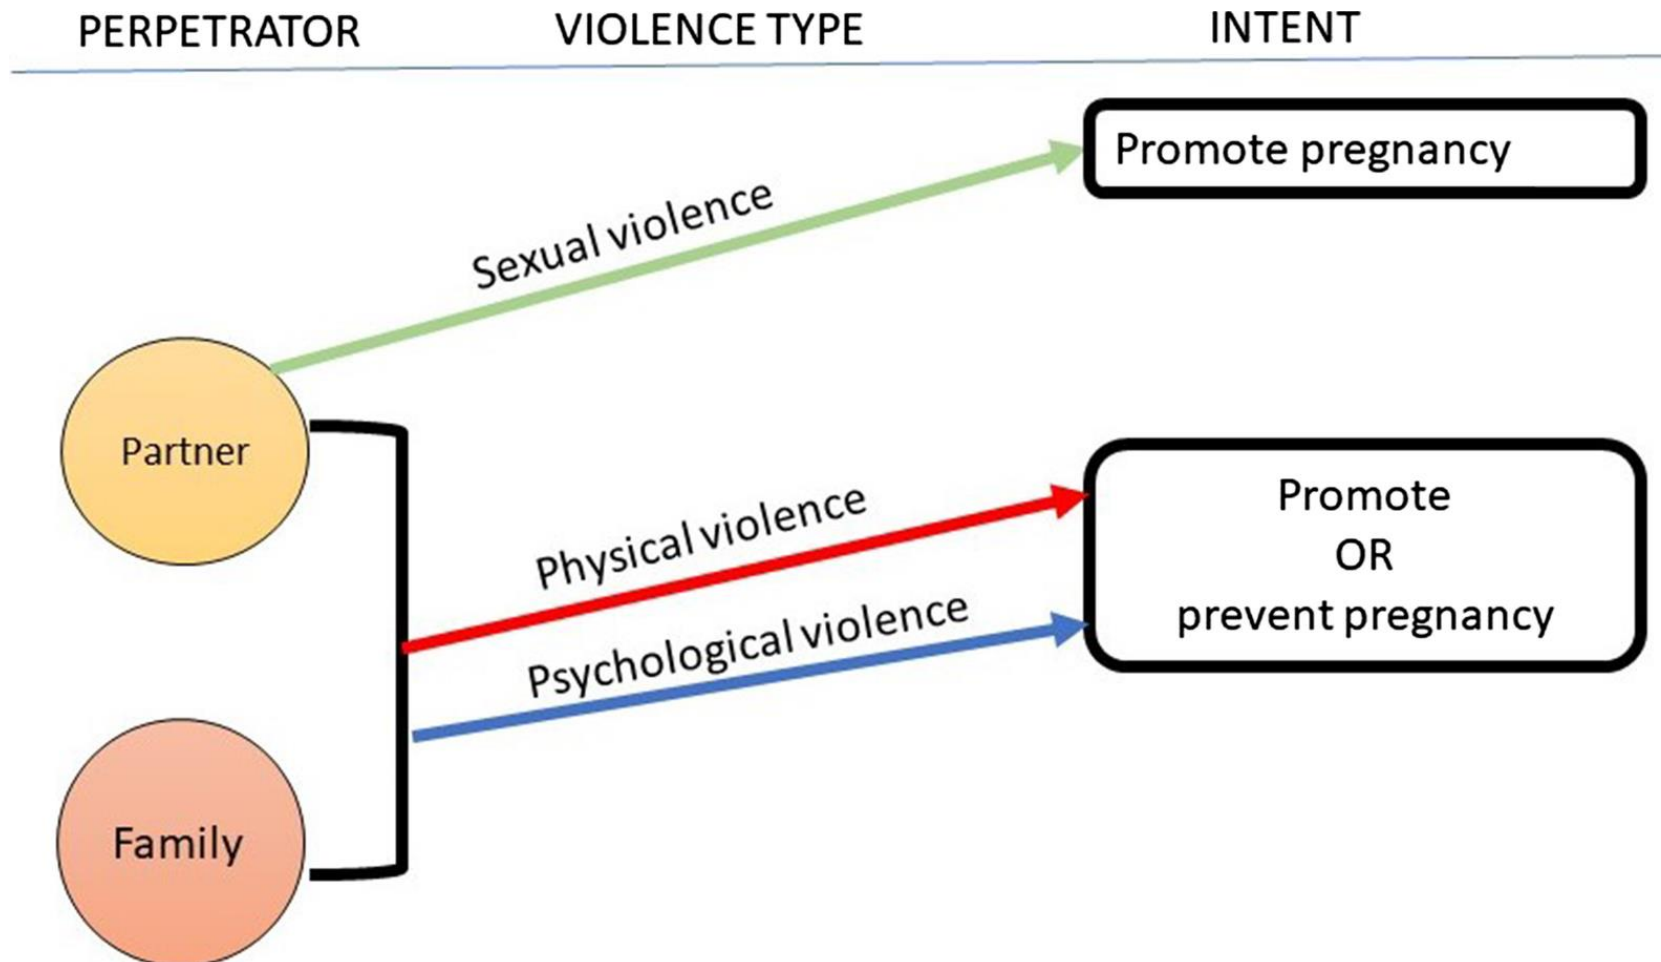 PERPETRATOR
VIOLENCE TYPE
INTENT
Promote pregnancy
Sexual violence
Partner
Physical violence
Promote
OR
prevent pregnancy
Psychological violence
Family